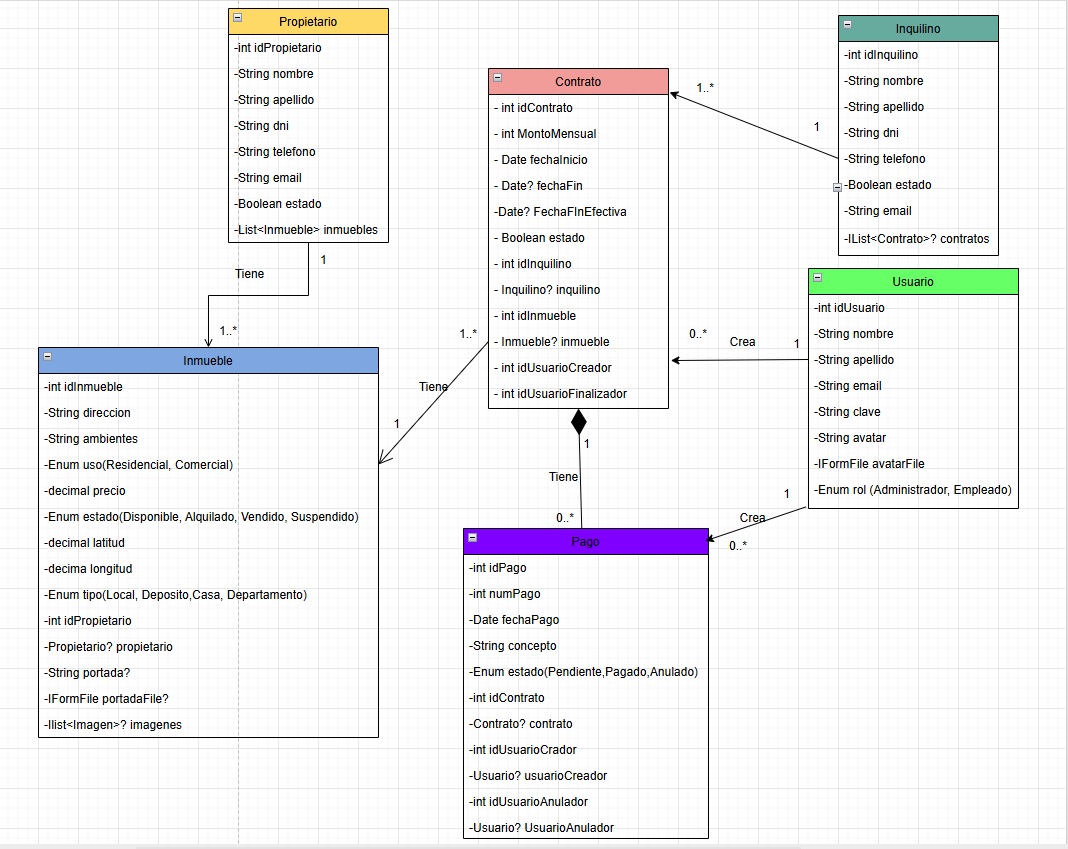 Propietario
-int idPropietario
-String nombre
-String apellido
-String dni
-String telefono
-String email
-Boolean estado
-List<Inmueble> inmuebles
1
Tiene
1..*
Inmueble
-int idInmueble
-String direccion
-String ambientes
-Enum uso(Residencial, Comercial)
-decimal precio
-Enum estado(Disponible, Alquilado, Vendido, Suspendido)
-decimal latitud
-decima longitud
-Enum tipo(Local, Deposito,Casa, Departamento)
-int idPropietario
-Propietario? propietario
-String portada?
-IFormFile portadaFile?
-Ilist<Imagen>? imagenes
1..*
Tiene
1
Contrato
- int idContrato
- int MontoMensual
- Date fechaInicio
- Date? fechaFin
-Date? FechaFInEfectiva
- Boolean estado
- int idInquilino
- Inquilino? inquilino
- int idInmueble
- Inmueble? inmueble
- int idUsuarioCreador
- int idUsuarioFinalizador
1
Tiene
0..*
Pago
-int idPago
-int numPago
-Date fechaPago
-String concepto
-Enum estado(Pendiente,Pagado,Anulado)
-int idContrato
-Contrato? contrato
-int idUsuarioCrador
-Usuario? usuarioCreador
-int idUsuarioAnulador
-Usuario? UsuarioAnulador
1..*
1
Inquilino
-int idInquilino
-String nombre
-String apellido
-String dni
-String telefono
-Boolean estado
-String email
-IList<Contrato>? contratos
0..*
Crea
1
Usuario
-int idUsuario
-String nombre
-String apellido
-String email
-String clave
-String avatar
-IFormFile avatarFile
-Enum rol (Administrador, Empleado)
1
Crea
0..*